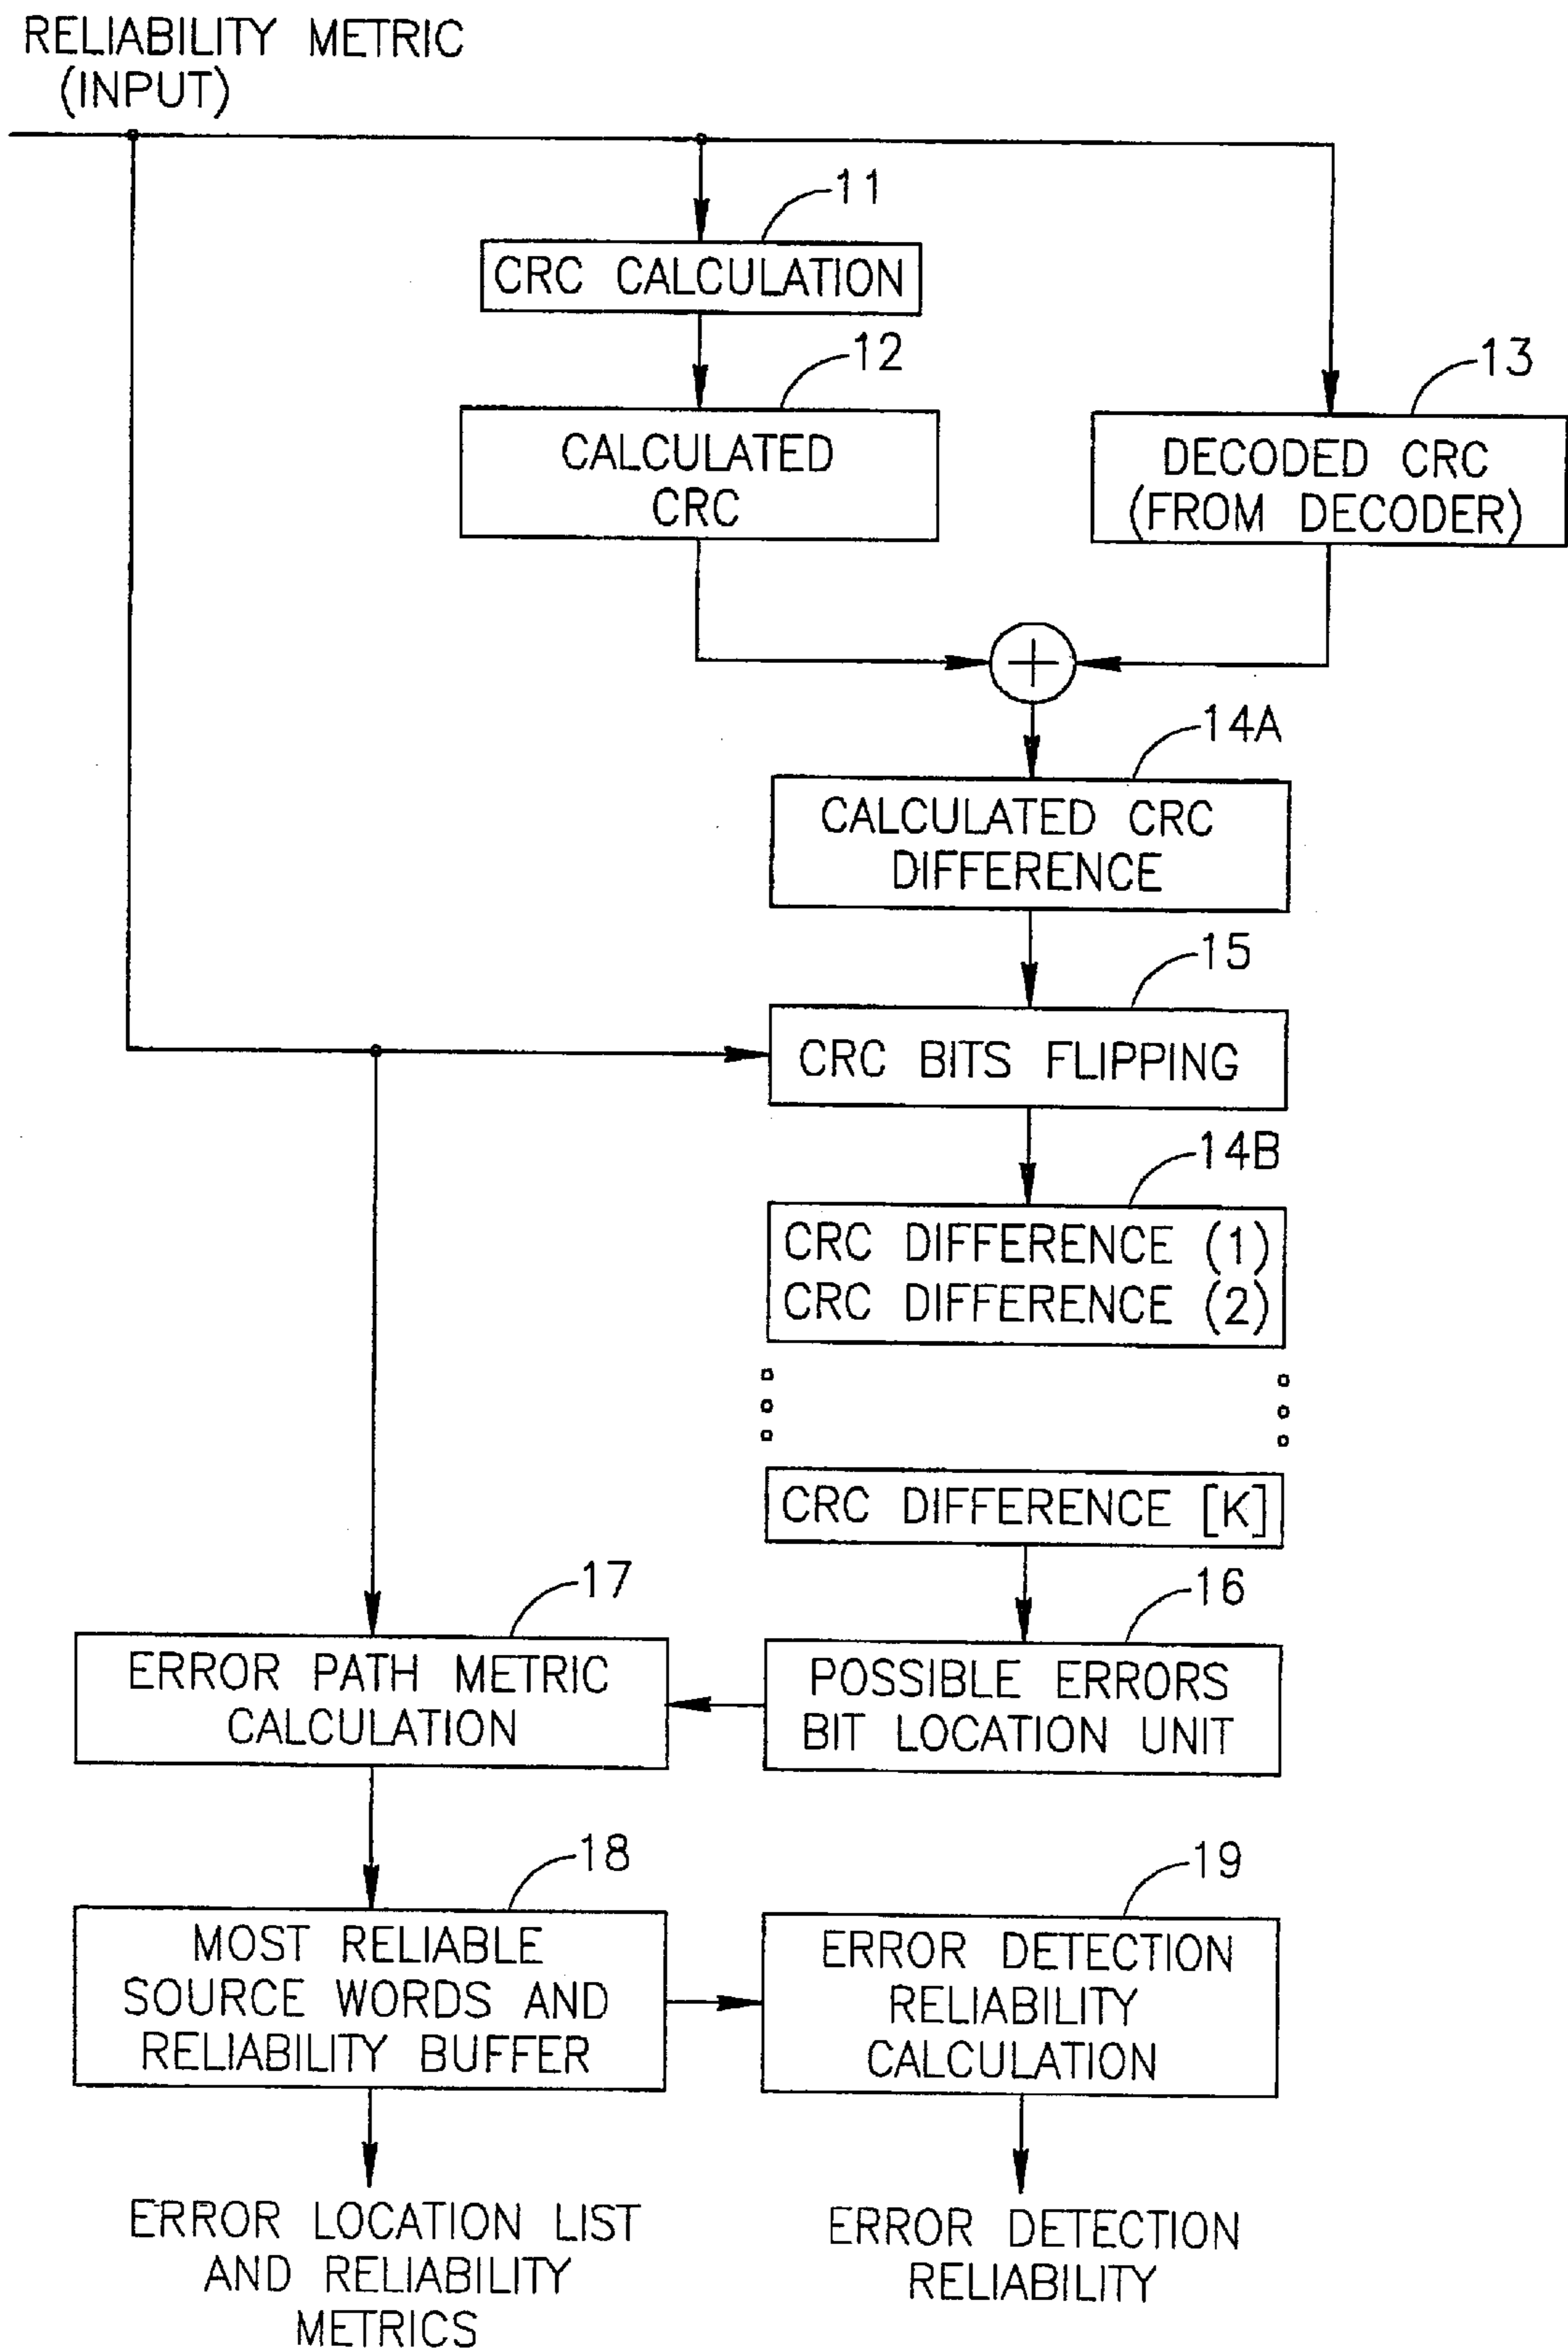 RELIABILITY METRIC
(INPUT)
11
CRC CALCULATION
12
CALCULATED
CRC
13
DECODED CRC
(FROM DECODER)
14A
CALCULATED CRC
DIFFERENCE
15
CRC BITS FLIPPING
14B
CRC DIFFERENCE (1)
CRC DIFFERENCE (2)
CRC DIFFERENCE [K]
17
ERROR PATH METRIC
CALCULATION
16
POSSIBLE ERRORS
BIT LOCATION UNIT
18
MOST RELIABLE
SOURCE WORDS AND
RELIABILITY BUFFER
19
ERROR DETECTION
RELIABILITY
CALCULATION
ERROR LOCATION LIST
AND RELIABILITY
METRICS
ERROR DETECTION
RELIABILITY